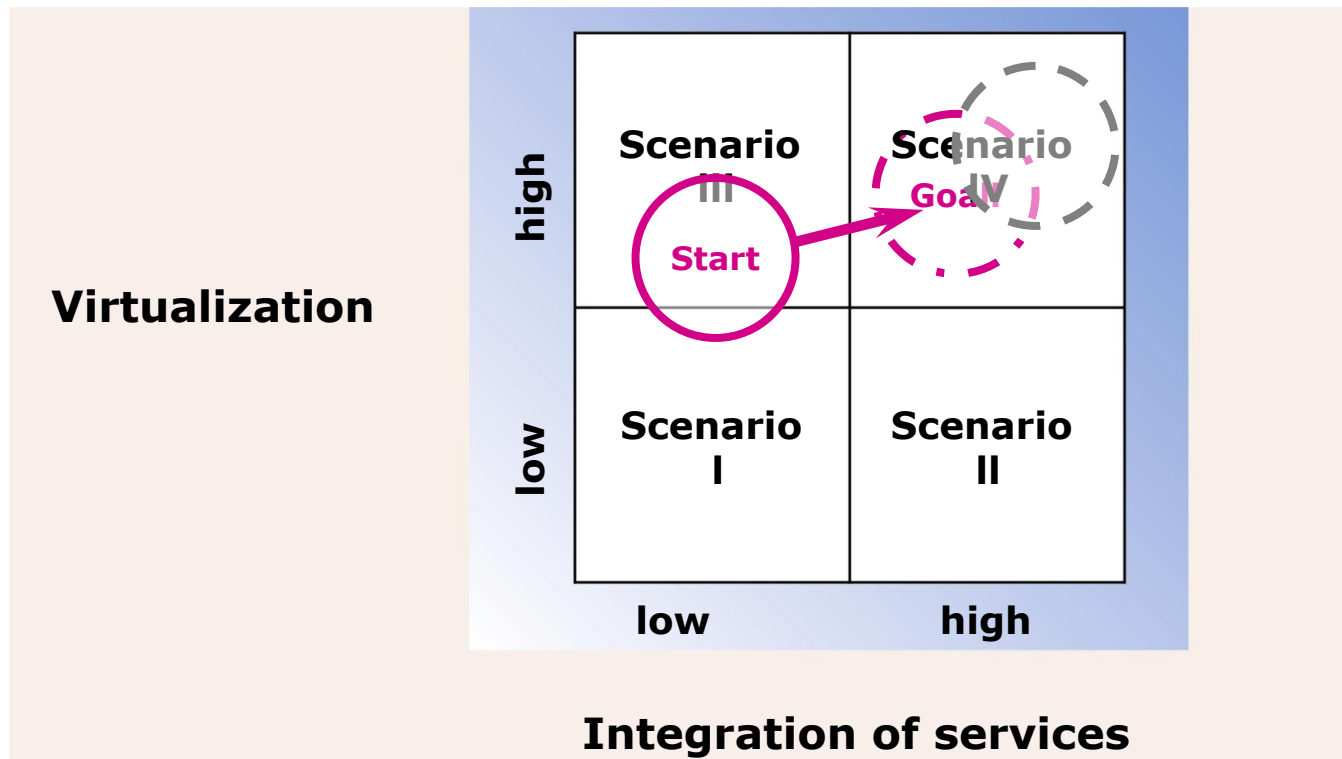 Virtualization
high
low
Scenario
III
Start
Scenario
IV
Goal
Scenario
I
Scenario
II
low
high
Integration of services